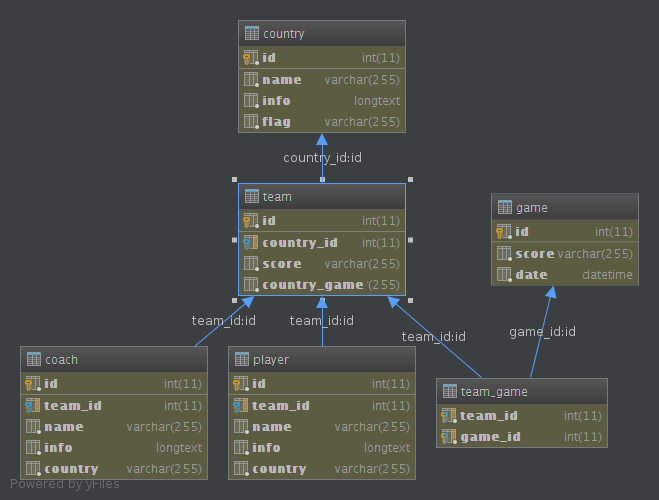 country
id int(11)
name varchar(255)
info longtext
flag varchar(255)
country_id:id
team
id int(11)
country_id int(11)
score varchar(255)
country_game (255)
game
id int(11)
score varchar(255)
date datetime
team_id:id
team_id:id
team_id:id
game_id:id
coach
id int(11)
team_id int(11)
name varchar(255)
info longtext
country varchar(255)
player
id int(11)
team_id int(11)
name varchar(255)
info longtext
country varchar(255)
team_game
team_id int(11)
game_id int(11)
Powered by yFiles